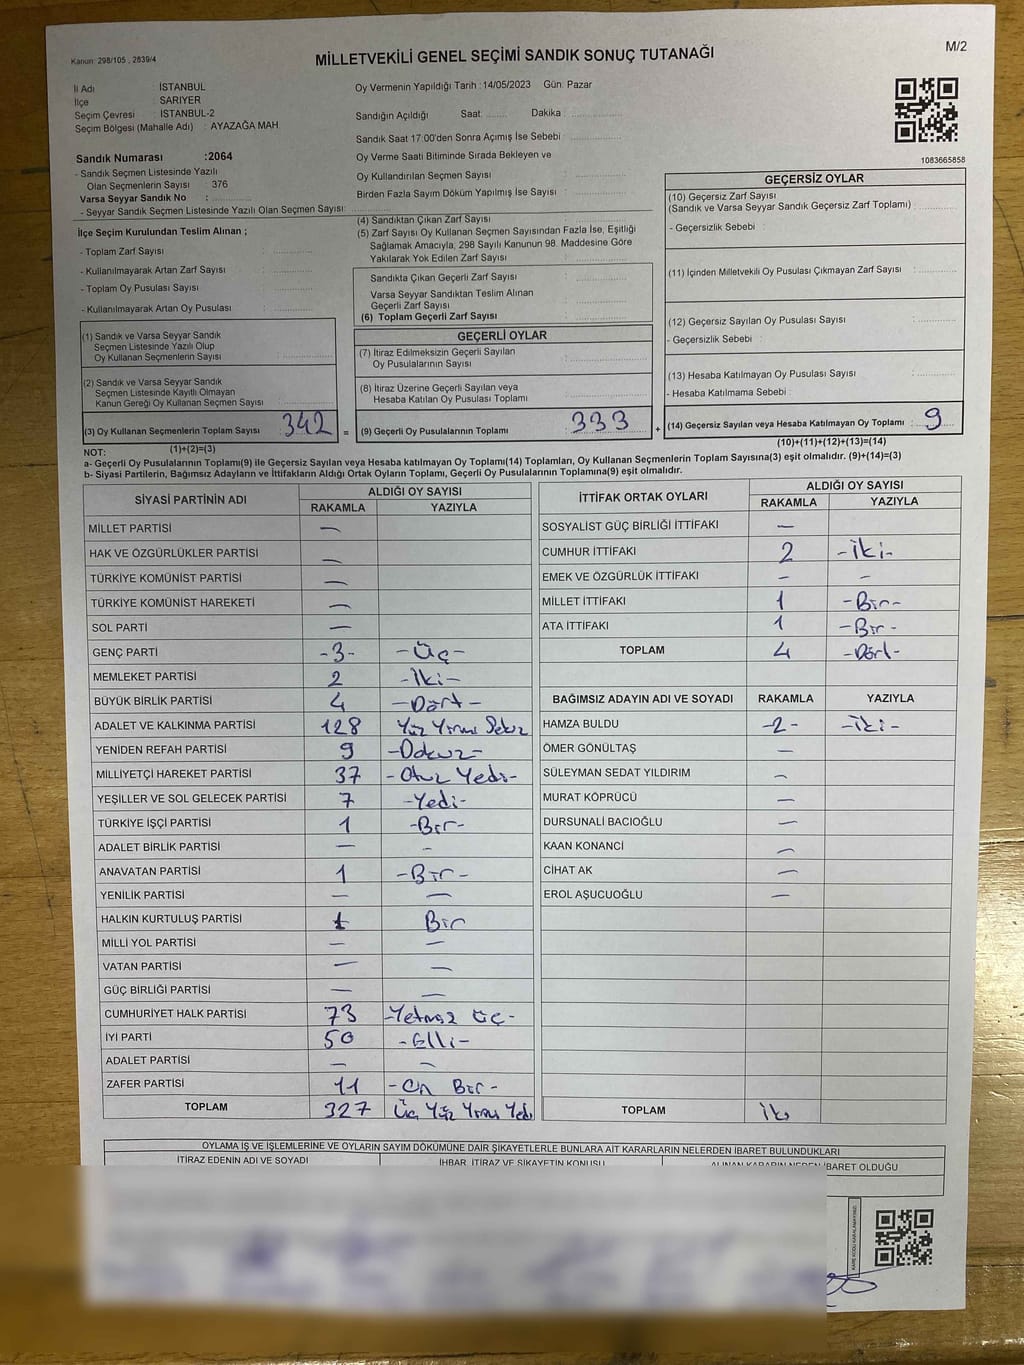 Kanun: 298/105 , 2839/4
MİLLETVEKİLİ GENEL SEÇİMİ SANDIK SONUÇ TUTANAĞI
M/2
İl Adı İSTANBUL
İlçe SARIYER
Seçim Çevresi : İSTANBUL-2
Seçim Bölgesi (Mahalle Adı) : AYAZAĞA MAH
Sandık Numarası :2064
- Sandık Seçmen Listesinde Yazılı
Olan Seçmenlerin Sayısı : 376
Varsa Seyyar Sandık No :
- Seyyar Sandık Seçmen Listesinde Yazılı Olan Seçmen Sayısı:
Oy Vermenin Yapıldığı Tarih :14/05/2023 Gün. Pazar
Sandığın Açıldığı Saat: Dakika :
Sandık Saat 17:00'den Sonra Açımış İse Sebebi :
Oy Verme Saati Bitiminde Sırada Bekleyen ve
Oy Kullandırılan Seçmen Sayısı :
Birden Fazla Sayım Döküm Yapılmış İse Sayısı :
(4) Sandıktan Çıkan Zarf Sayısı :
(5) Zarf Sayısı Oy Kullanan Seçmen Sayısından Fazla İse, Eşitliği
Sağlamak Amacıyla, 298 Sayılı Kanunun 98. Maddesine Göre
Yakılarak Yok Edilen Zarf Sayısı :
1083665858
İlçe Seçim Kurulundan Teslim Alınan ;
- Toplam Zarf Sayısı :
- Kullanılmayarak Artan Zarf Sayısı :
- Toplam Oy Pusulası Sayısı :
- Kullanılmayarak Artan Oy Pusulası :
Sandıkta Çıkan Geçerli Zarf Sayısı :
Varsa Seyyar Sandıktan Teslim Alınan
Geçerli Zarf Sayısı :
(6) Toplam Geçerli Zarf Sayısı :
GEÇERSİZ OYLAR
(10) Geçersiz Zarf Sayısı
(Sandık ve Varsa Seyyar Sandık Geçersiz Zarf Toplamı) :
- Geçersizlik Sebebi :
(11) İçinden Milletvekili Oy Pusulası Çıkmayan Zarf Sayısı :
(12) Geçersiz Sayılan Oy Pusulası Sayısı :
- Geçersizlik Sebebi :
(13) Hesaba Katılmayan Oy Pusulası Sayısı :
- Hesaba Katılmama Sebebi :
(14) Geçersiz Sayılan veya Hesaba Katılmayan Oy Toplamı : 9
(10)+(11)+(12)+(13)=(14)
(1) Sandık ve Varsa Seyyar Sandık
Seçmen Listesinde Yazılı Olup
Oy Kullanan Seçmenlerin Sayısı :
(2) Sandık ve Varsa Seyyar Sandık
Seçmen Listesinde Kayıtlı Olmayan
Kanun Gereği Oy Kullanan Seçmen Sayısı :
(3) Oy Kullanan Seçmenlerin Toplam Sayısı : 342 =
(1)+(2)=(3)
GEÇERLİ OYLAR
(7) İtiraz Edilmeksizin Geçerli Sayılan
Oy Pusulalarının Sayısı :
(8) İtiraz Üzerine Geçerli Sayılan veya
Hesaba Katılan Oy Pusulası Toplamı :
(9) Geçerli Oy Pusulalarının Toplamı : 333 +
NOT:
a- Geçerli Oy Pusulalarının Toplamı(9) ile Geçersiz Sayılan veya Hesaba katılmayan Oy Toplamı(14) Toplamları, Oy Kullanan Seçmenlerin Toplam Sayısına(3) eşit olmalıdır. (9)+(14)=(3)
b- Siyasi Partilerin, Bağımsız Adayların ve İttifakların Aldığı Ortak Oyların Toplamı, Geçerli Oy Pusulalarının Toplamına(9) eşit olmalıdır.
SİYASİ PARTİNİN ADI ALDIĞI OY SAYISI
RAKAMLA YAZIYLA
MİLLET PARTİSİ —
HAK VE ÖZGÜRLÜKLER PARTİSİ —
TÜRKİYE KOMÜNİST PARTİSİ —
TÜRKİYE KOMÜNİST HAREKETİ —
SOL PARTİ —
GENÇ PARTİ -3- -Üç-
MEMLEKET PARTİSİ 2 -İki-
BÜYÜK BİRLİK PARTİSİ 4 -Dört-
ADALET VE KALKINMA PARTİSİ 128 Yüz Yirmi Sekiz
YENİDEN REFAH PARTİSİ 9 -Dokuz-
MİLLİYETÇİ HAREKET PARTİSİ 37 -Otuz Yedi-
YEŞİLLER VE SOL GELECEK PARTİSİ 7 -Yedi-
TÜRKİYE İŞÇİ PARTİSİ 1 -Bir-
ADALET BİRLİK PARTİSİ — -
ANAVATAN PARTİSİ 1 -Bir-
YENİLİK PARTİSİ — —
HALKIN KURTULUŞ PARTİSİ 1 Bir
MİLLİ YOL PARTİSİ — —
VATAN PARTİSİ — —
GÜÇ BİRLİĞİ PARTİSİ — —
CUMHURİYET HALK PARTİSİ 73 -Yetmiş üç-
İYİ PARTİ 50 -Elli-
ADALET PARTİSİ — —
ZAFER PARTİSİ 11 -On Bir-
TOPLAM 327 Üç Yüz Yirmi Yedi
İTTİFAK ORTAK OYLARI ALDIĞI OY SAYISI
RAKAMLA YAZIYLA
SOSYALİST GÜÇ BİRLİĞİ İTTİFAKI —
CUMHUR İTTİFAKI 2 -İki-
EMEK VE ÖZGÜRLÜK İTTİFAKI - -
MİLLET İTTİFAKI 1 -Bir-
ATA İTTİFAKI 1 -Bir-
TOPLAM 4 -Dört-
BAĞIMSIZ ADAYIN ADI VE SOYADI RAKAMLA YAZIYLA
HAMZA BULDU -2- -iki-
ÖMER GÖNÜLTAŞ —
SÜLEYMAN SEDAT YILDIRIM —
MURAT KÖPRÜCÜ —
DURSUNALİ BACIOĞLU —
KAAN KONANCİ —
CİHAT AK —
EROL AŞUCUOĞLU —
TOPLAM iki
OYLAMA İŞ VE İŞLEMLERİNE VE OYLARIN SAYIM DÖKÜMÜNE DAİR ŞİKAYETLERLE BUNLARA AİT KARARLARIN NELERDEN İBARET BULUNDUKLARI
İTİRAZ EDENİN ADI VE SOYADI İHBAR, İTİRAZ VE ŞİKAYETİN KONUSU ALINAN KARARIN NEDEN İBARET OLDUĞU